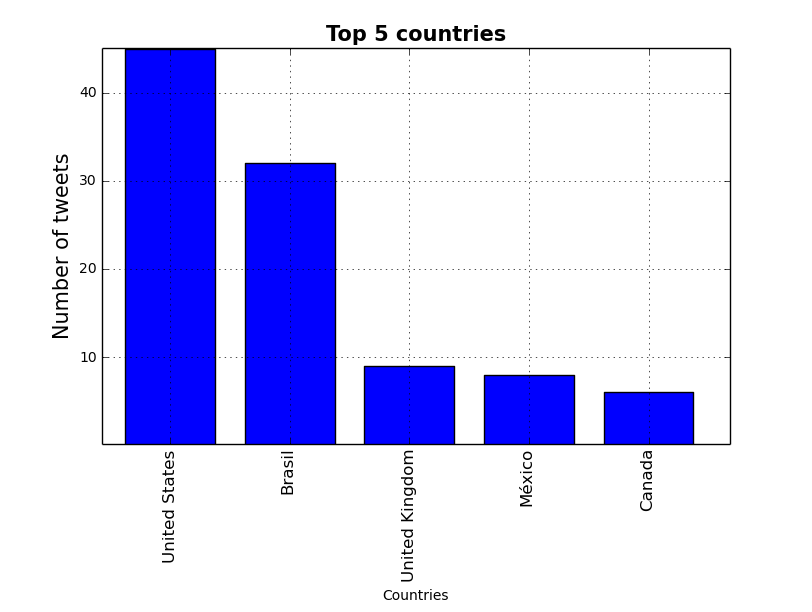 Top 5 countries
Number of tweets
40
30
20
10
United States
Brasil
United Kingdom
México
Canada
Countries